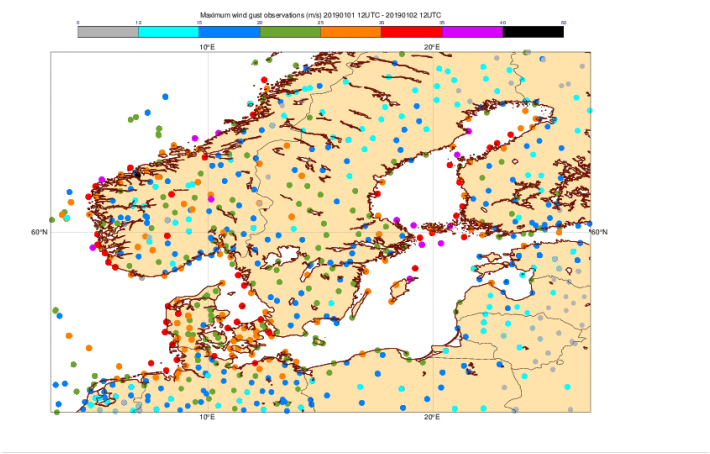 Maximum wind gust observations (m/s) 20190101 12UTC - 20190102 12UTC
0 12 15 20 25 30 35 40 60
10°E 20°E
60°N 60°N
10°E 20°E